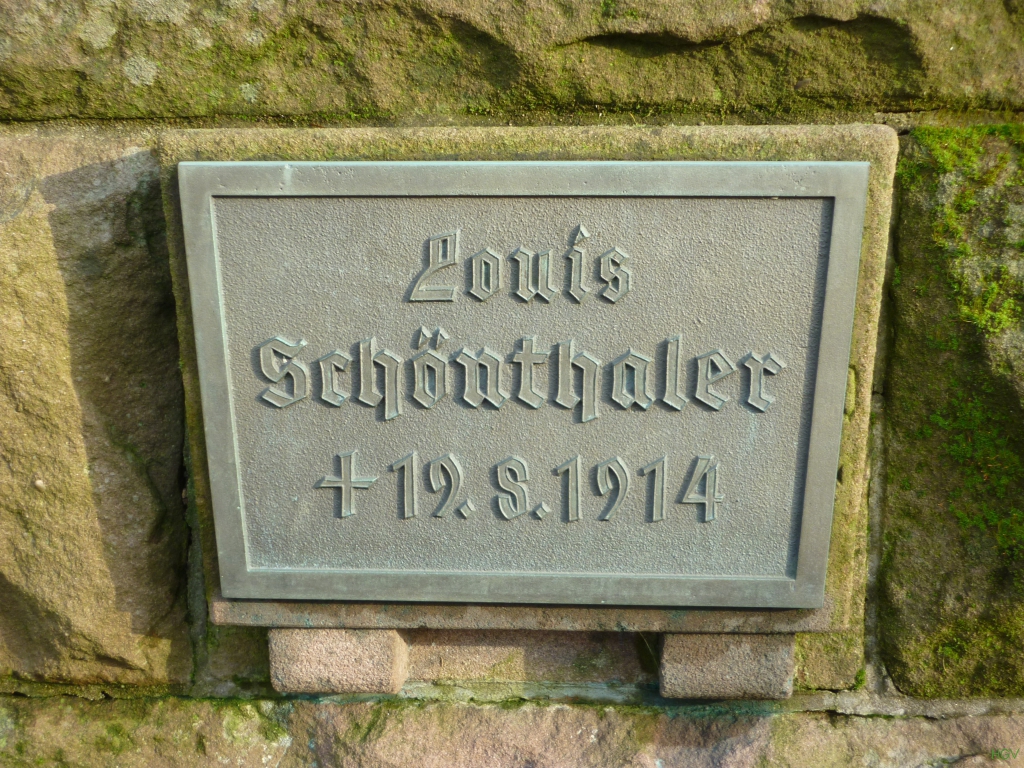 Louis
Schönthaler
+ 19. 8. 1914